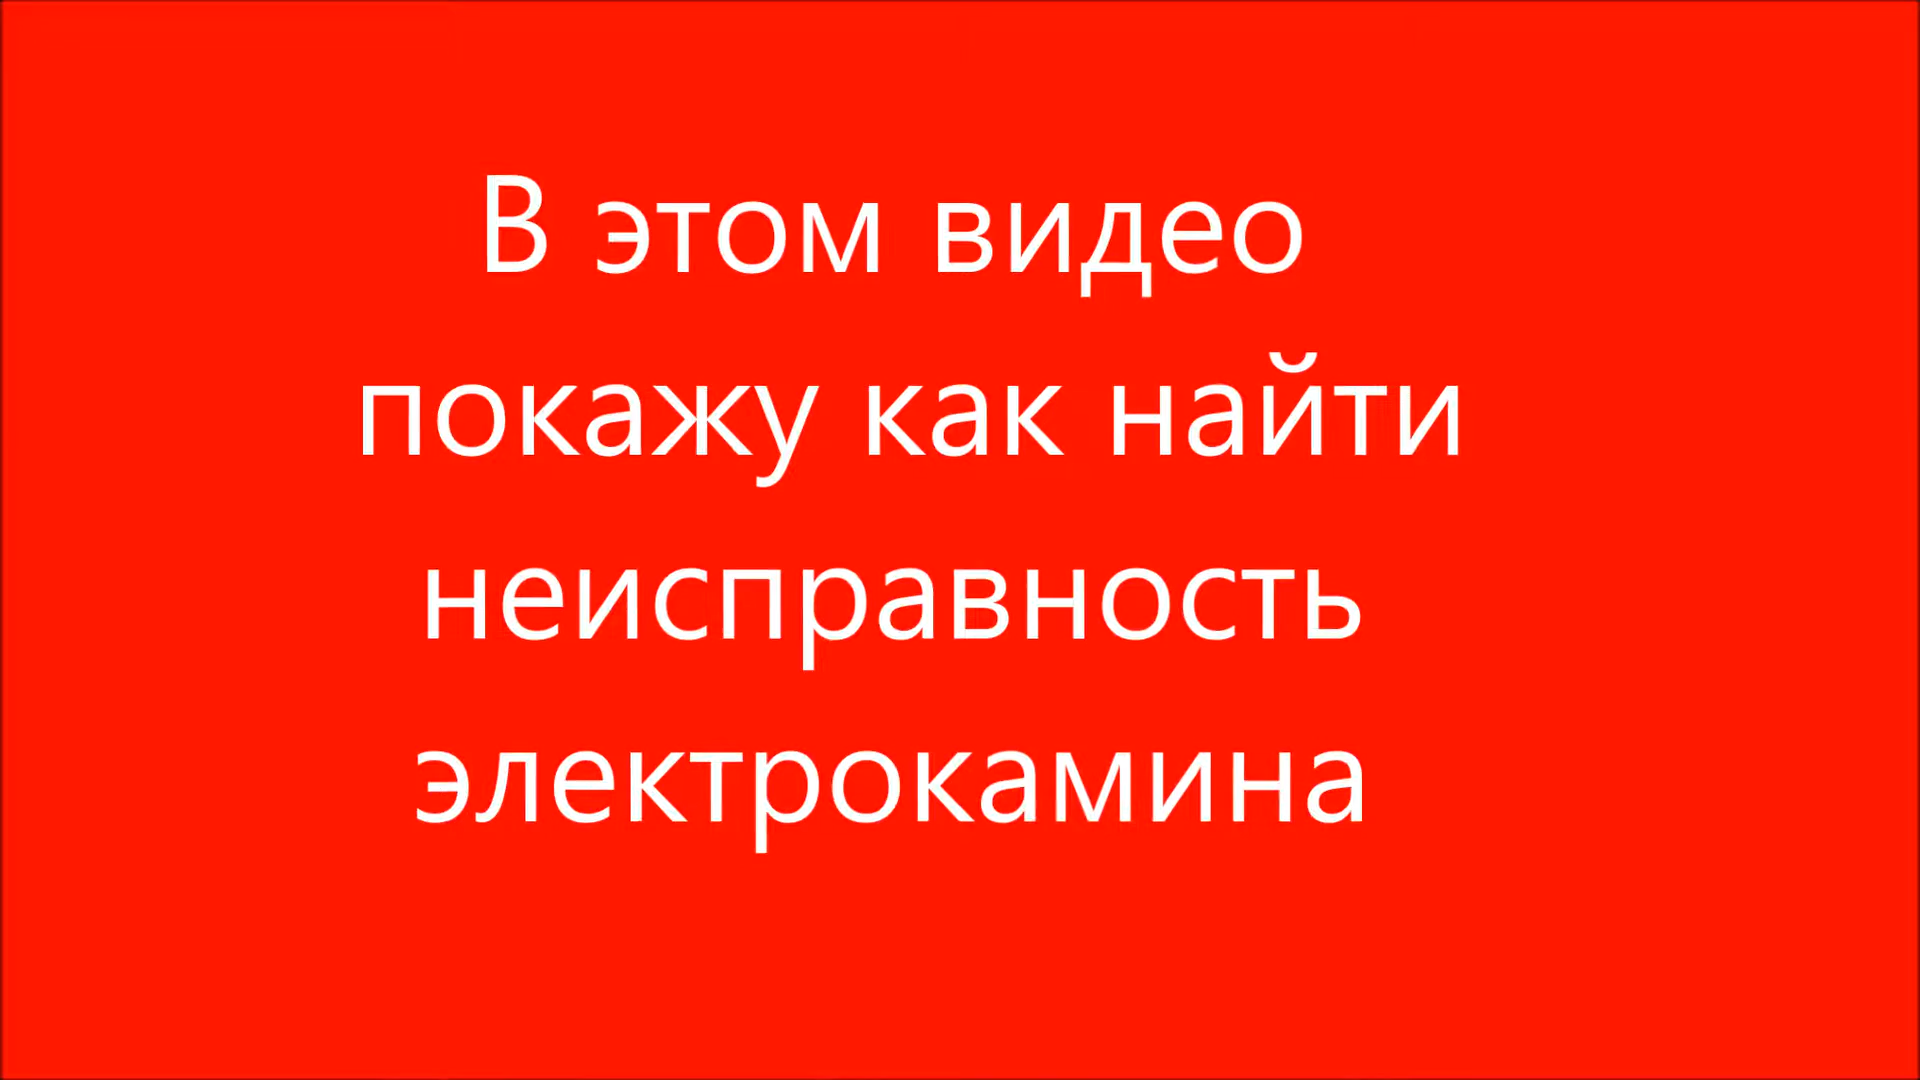 В этом видео
покажу как найти
неисправность
электрокамина